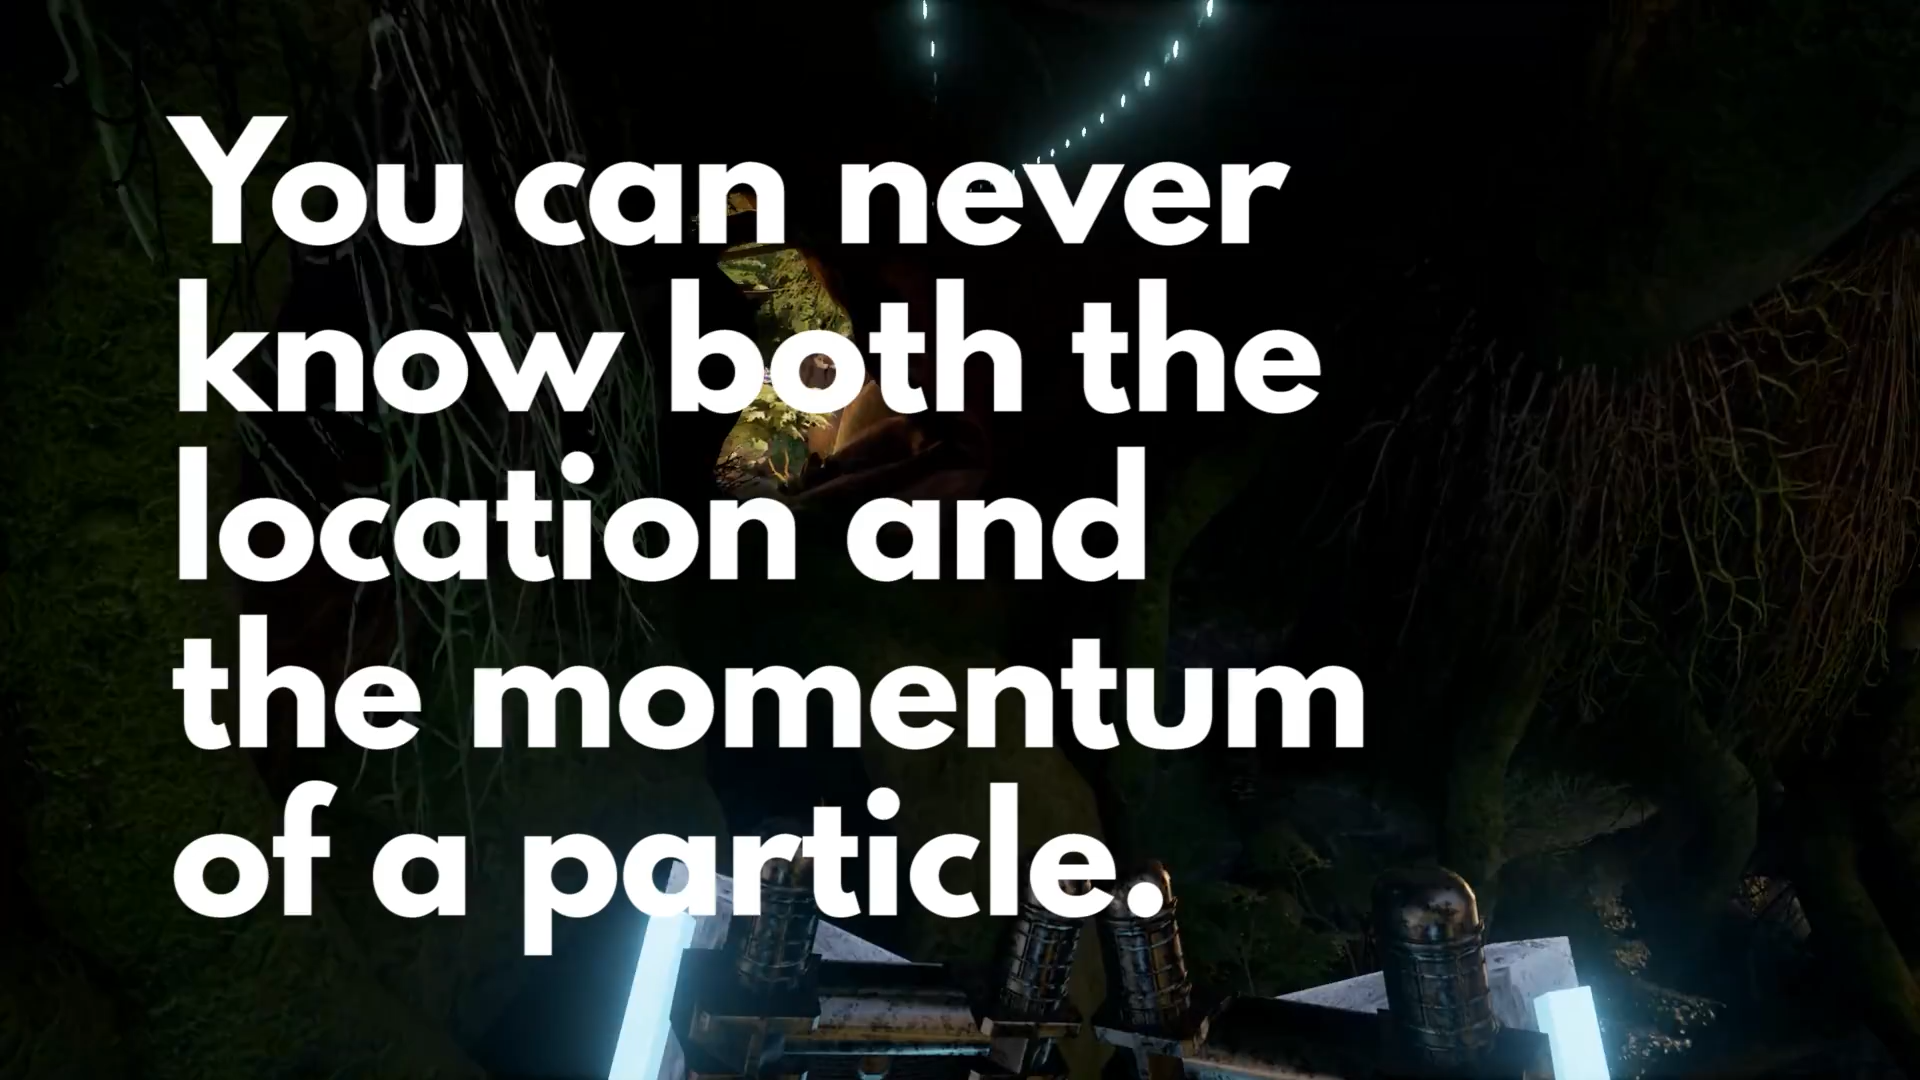 You can never
know both the
location and
the momentum
of a particle.